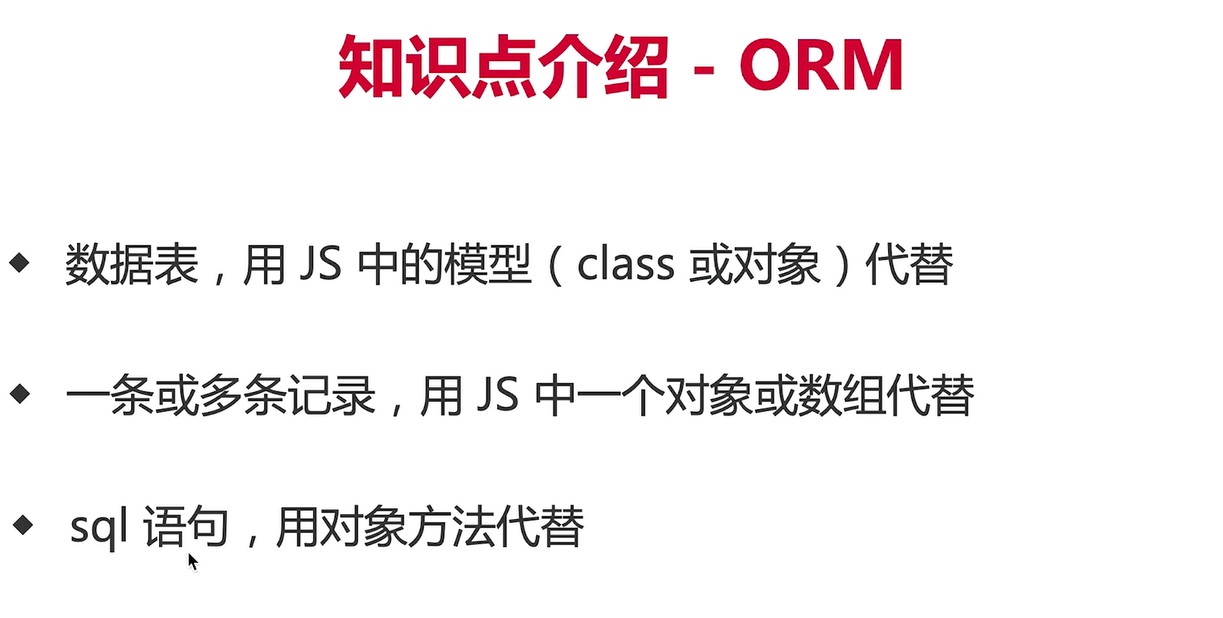 知识点介绍 - ORM
◆ 数据表，用 JS 中的模型（class 或对象）代替
◆ 一条或多条记录，用 JS 中一个对象或数组代替
◆ sql 语句，用对象方法代替